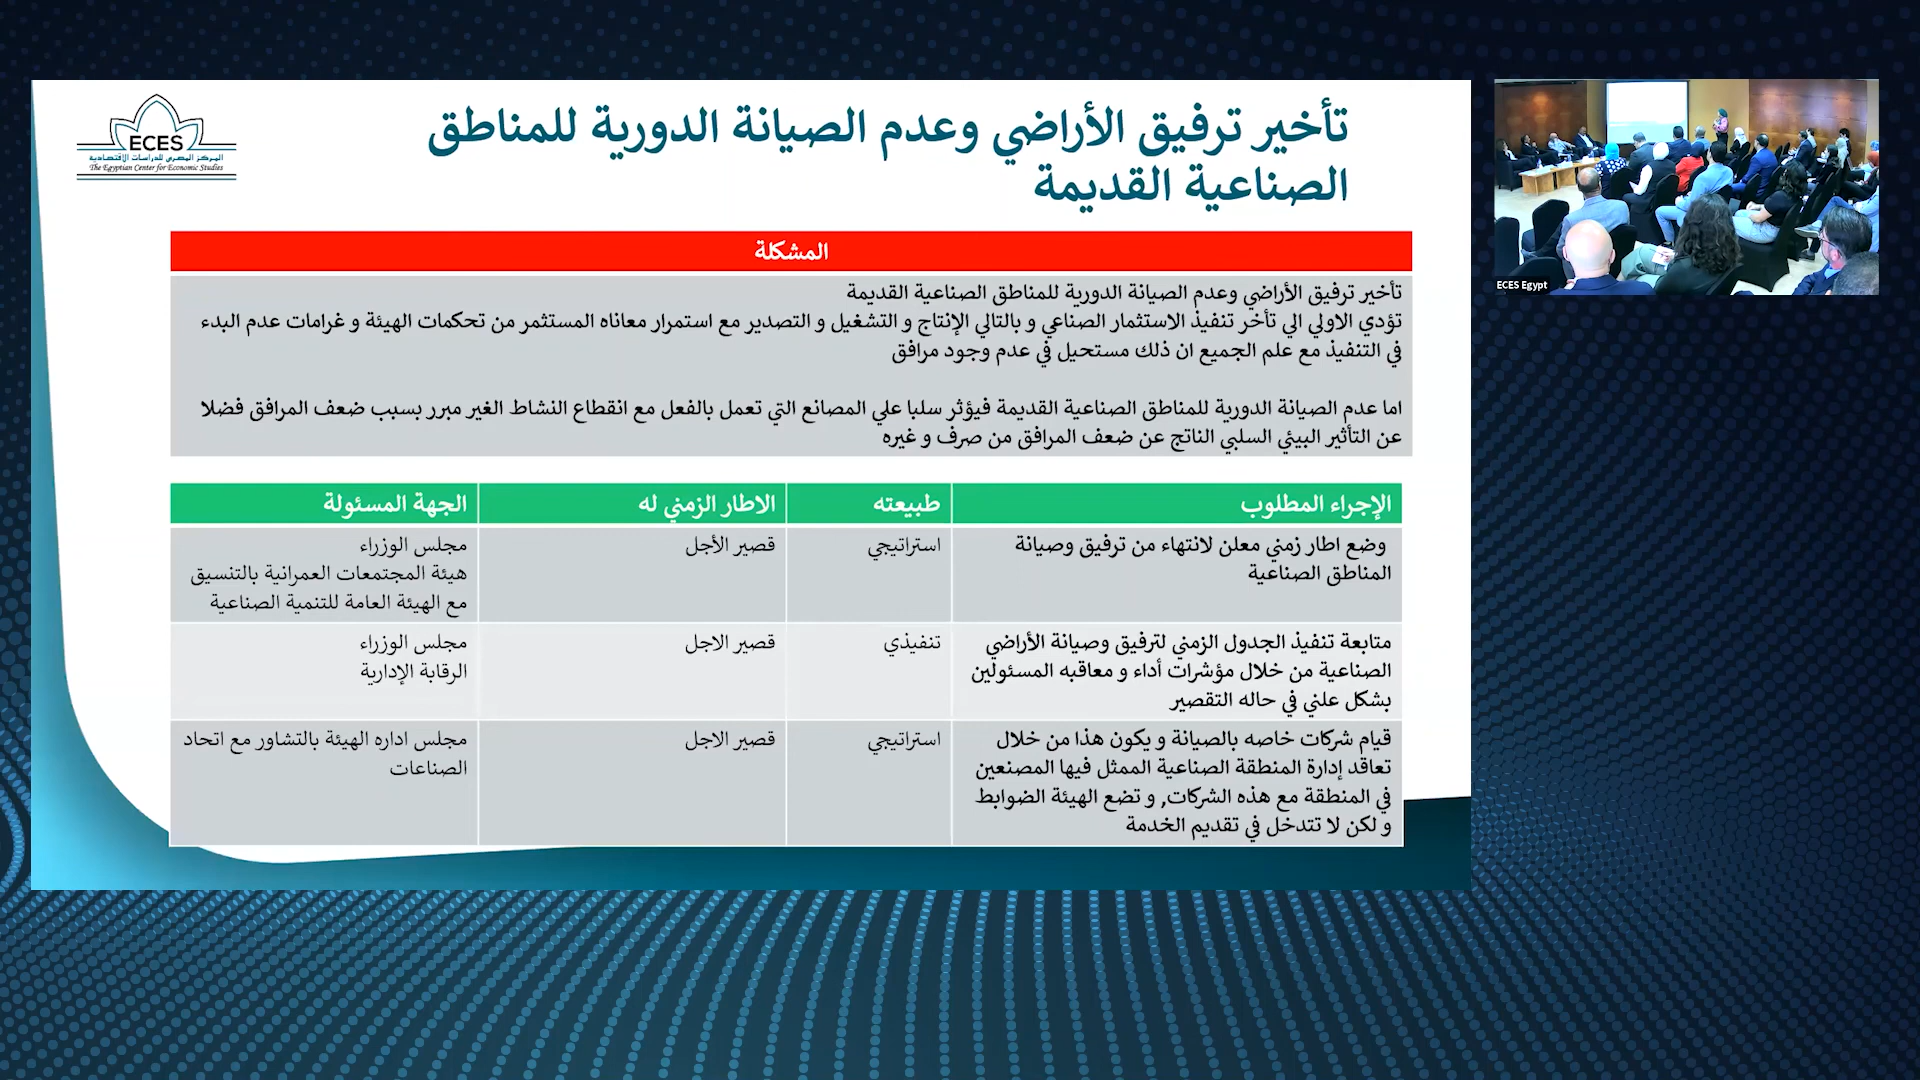 ECES
المركز المصرى للدراسات الاقتصادية
The Egyptian Center for Economic Studies
تأخير ترفيق الأراضي وعدم الصيانة الدورية للمناطق
الصناعية القديمة
المشكلة
تأخير ترفيق الأراضي وعدم الصيانة الدورية للمناطق الصناعية القديمة
تؤدي الاولي الي تأخر تنفيذ الاستثمار الصناعي و بالتالي الإنتاج و التشغيل و التصدير مع استمرار معاناه المستثمر من تحكمات الهيئة و غرامات عدم البدء
في التنفيذ مع علم الجميع ان ذلك مستحيل في عدم وجود مرافق
اما عدم الصيانة الدورية للمناطق الصناعية القديمة فيؤثر سلبا علي المصانع التي تعمل بالفعل مع انقطاع النشاط الغير مبرر بسبب ضعف المرافق فضلا
عن التأثير البيئي السلبي الناتج عن ضعف المرافق من صرف و غيره
الإجراء المطلوب
طبيعته
الاطار الزمني له
الجهة المسئولة
وضع اطار زمني معلن لانتهاء من ترفيق وصيانة
المناطق الصناعية
استراتيجي
قصير الأجل
مجلس الوزراء
هيئة المجتمعات العمرانية بالتنسيق
مع الهيئة العامة للتنمية الصناعية
متابعة تنفيذ الجدول الزمني لترفيق وصيانة الأراضي
الصناعية من خلال مؤشرات أداء و معاقبه المسئولين
بشكل علني في حاله التقصير
تنفيذي
قصير الاجل
مجلس الوزراء
الرقابة الإدارية
قيام شركات خاصه بالصيانة و يكون هذا من خلال
تعاقد إدارة المنطقة الصناعية الممثل فيها المصنعين
في المنطقة مع هذه الشركات, و تضع الهيئة الضوابط
و لكن لا تتدخل في تقديم الخدمة
استراتيجي
قصير الاجل
مجلس اداره الهيئة بالتشاور مع اتحاد
الصناعات
ECES Egypt